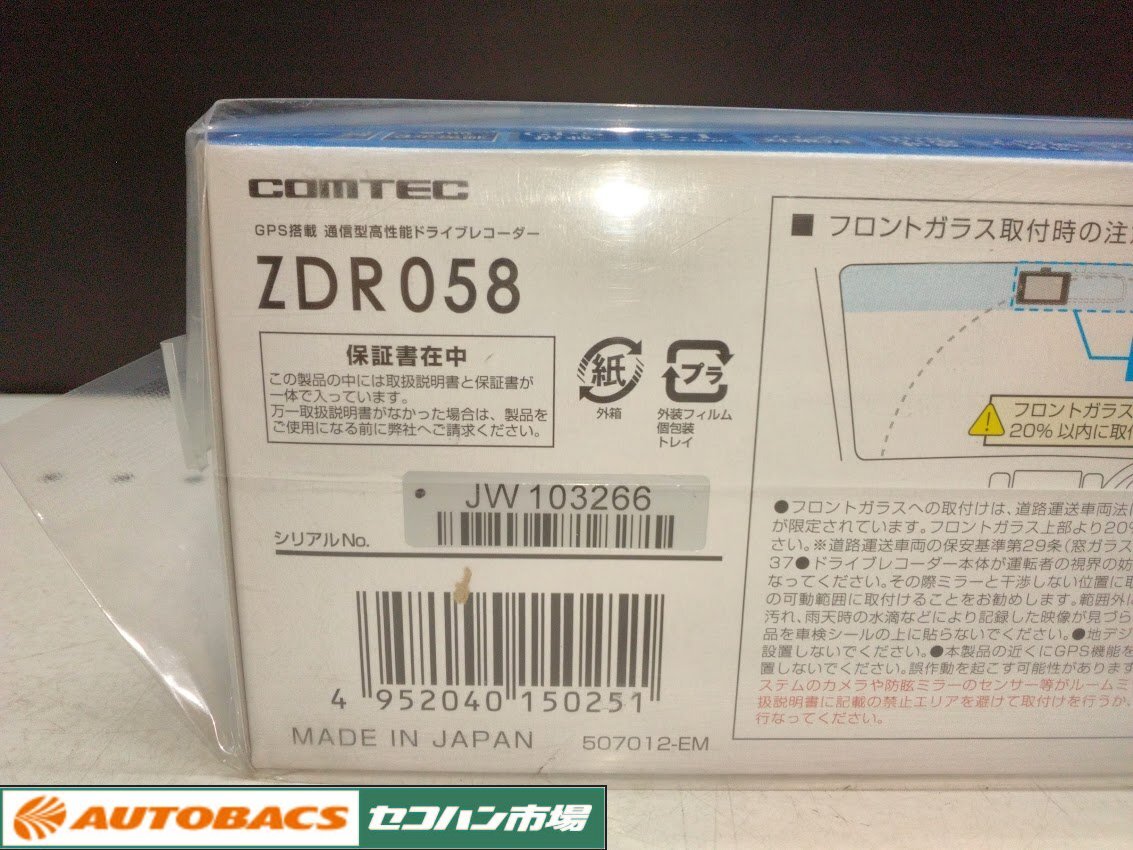 COMTEC
GPS搭載 通信型高性能ドライブレコーダー
ZDR058
保証書在中
この製品の中には取扱説明書と保証書が
一体で入っています。
万一取扱説明書がなかった場合は、製品を
ご使用になる前に弊社へご請求ください。
紙
外箱
プラ
外装フィルム
個包装
トレイ
JW 103266
シリアルNo.
4 952040 150251
MADE IN JAPAN
507012-EM
■ フロントガラス取付時の注
フロントガラス
20% 以内に取
●フロントガラスへの取付けは、道路運送車両法
が限定されています。フロントガラス上部より20%
さい。※道路運送車両の保安基準第29条(窓ガラス
37●ドライブレコーダー本体が運転者の視界の妨
なってください。その際ミラーと干渉しない位置に取
の可動範囲に取付けることをお勧めします。範囲外
汚れ、雨天時の水滴などにより記録した映像が見づら
品を車検シールの上に貼らないでください。●地デジ
設置しないでください。●本製品の近くにGPS機能を
置しないでください。誤作動を起こす可能性があります
ステムのカメラや防眩ミラーのセンサー等がルームミ
扱説明書に記載の禁止エリアを避けて取付けを行うか、
行なってください。
AUTOBACS セコハン市場